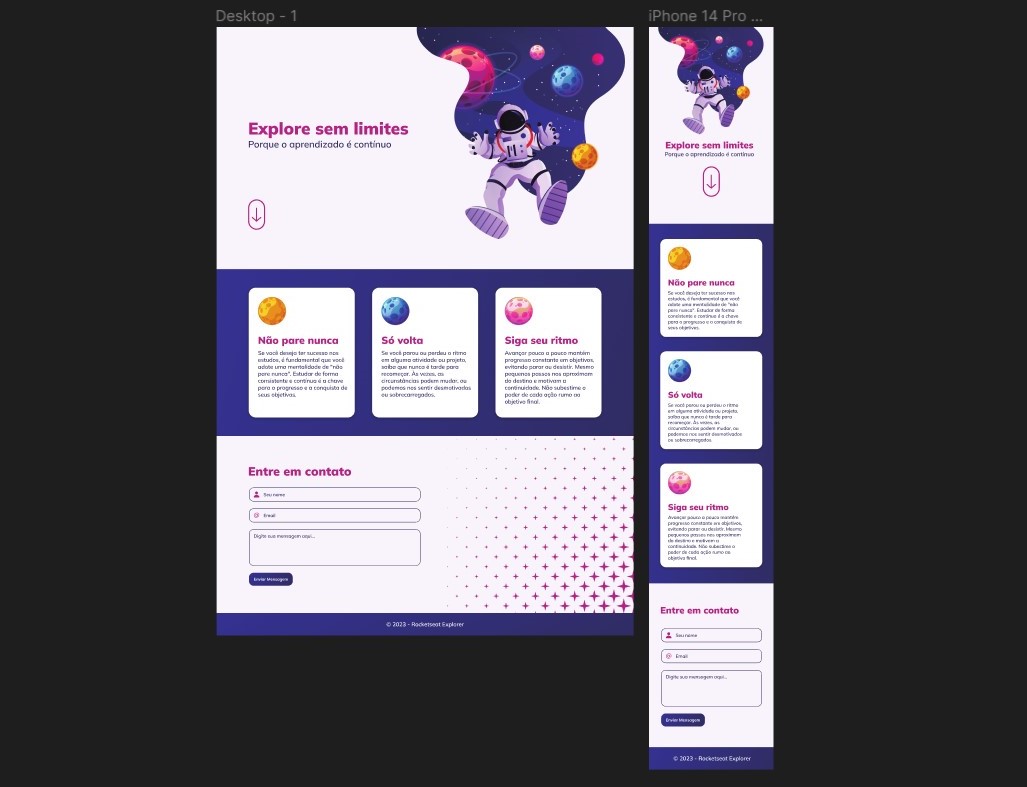 Desktop - 1
Explore sem limites
Porque o aprendizado é contínuo
Não pare nunca
Se você deseja ter sucesso nos
estudos, é fundamental que você
adote uma mentalidade de "não
pare nunca". Estudar de forma
consistente e contínua é a chave
para o progresso e a conquista de
seus objetivos.
Só volta
Se você parou ou perdeu o ritmo
em alguma atividade ou projeto,
saiba que nunca é tarde para
recomeçar. Às vezes, as
circunstâncias podem mudar, ou
podemos nos sentir desmotivados
ou sobrecarregados.
Siga seu ritmo
Avançar pouco a pouco mantém
progresso constante em objetivos,
evitando parar ou desistir. Mesmo
pequenos passos nos aproximam
do destino e motivam a
continuidade. Não subestime o
poder de cada ação rumo ao
objetivo final.
Entre em contato
Seu nome
Email
Digite sua mensagem aqui...
Enviar Mensagem
© 2023 - Rocketseat Explorer
iPhone 14 Pro ...
Explore sem limites
Porque o aprendizado é contínuo
Não pare nunca
Se você deseja ter sucesso nos
estudos, é fundamental que você
adote uma mentalidade de "não
pare nunca". Estudar de forma
consistente e contínua é a chave
para o progresso e a conquista de
seus objetivos.
Só volta
Se você parou ou perdeu o ritmo
em alguma atividade ou projeto,
saiba que nunca é tarde para
recomeçar. Às vezes, as
circunstâncias podem mudar, ou
podemos nos sentir desmotivados
ou sobrecarregados.
Siga seu ritmo
Avançar pouco a pouco mantém
progresso constante em objetivos,
evitando parar ou desistir. Mesmo
pequenos passos nos aproximam
do destino e motivam a
continuidade. Não subestime o
poder de cada ação rumo ao
objetivo final.
Entre em contato
Seu nome
Email
Digite sua mensagem aqui...
Enviar Mensagem
© 2023 - Rocketseat Explorer